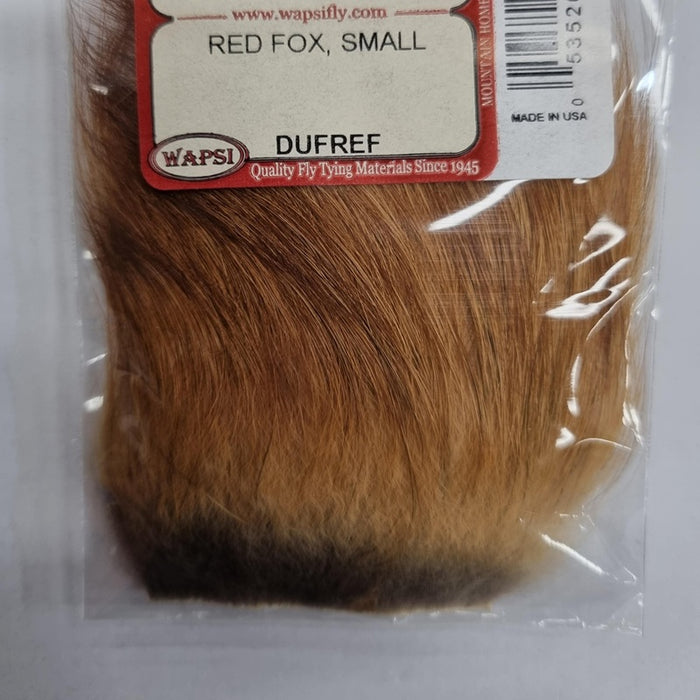 www.wapsifly.com
RED FOX, SMALL
DUFREF
WAPSI
Quality Fly Tying Materials Since 1945
MOUNTAIN HOME
0 5352
MADE IN USA